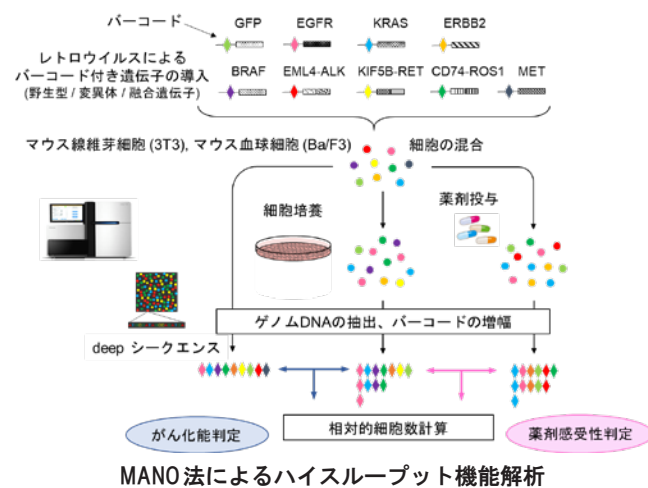 バーコード
GFP EGFR KRAS ERBB2
レトロウイルスによる
バーコード付き遺伝子の導入
(野生型 / 変異体 / 融合遺伝子)
BRAF EML4-ALK KIF5B-RET CD74-ROS1 MET
マウス線維芽細胞 (3T3), マウス血球細胞 (Ba/F3)
細胞の混合
細胞培養
薬剤投与
ゲノムDNAの抽出、バーコードの増幅
deep シークエンス
がん化能判定
相対的細胞数計算
薬剤感受性判定
MANO法によるハイスループット機能解析